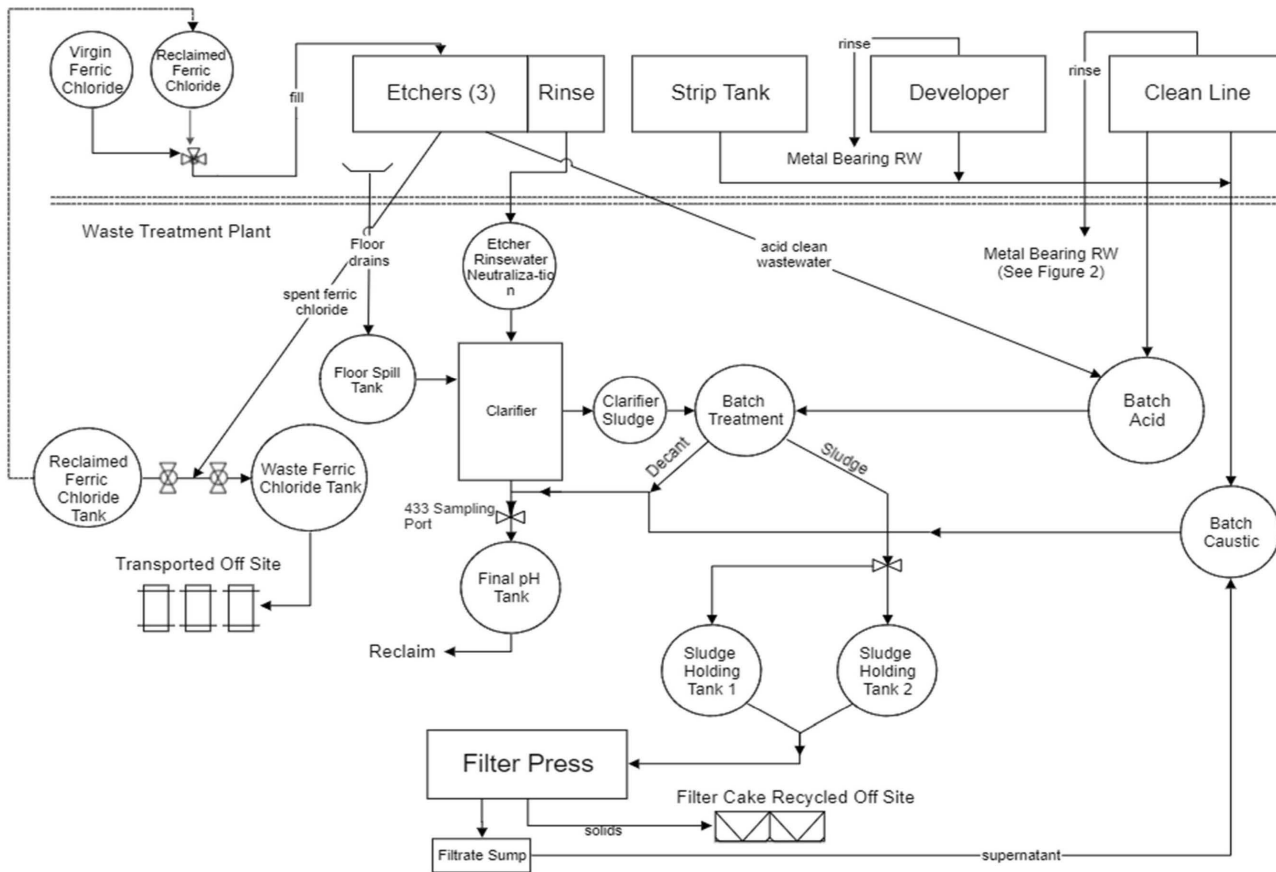 Virgin
Ferric
Chloride
Reclaimed
Ferric
Chloride
fill
Etchers (3)
Rinse
Strip Tank
rinse
Developer
rinse
Clean Line
Metal Bearing RW
Waste Treatment Plant
Floor
drains
Etcher
Rinsewater
Neutraliza-tio
n
acid clean
wastewater
Metal Bearing RW
(See Figure 2)
spent ferric
chloride
Floor Spill
Tank
Clarifier
Clarifier
Sludge
Batch
Treatment
Batch
Acid
Decant
Sludge
Reclaimed
Ferric
Chloride
Tank
Waste Ferric
Chloride Tank
433 Sampling
Port
Batch
Caustic
Transported Off Site
Final pH
Tank
Reclaim
Sludge
Holding
Tank 1
Sludge
Holding
Tank 2
Filter Press
Filter Cake Recycled Off Site
solids
Filtrate Sump
supernatant